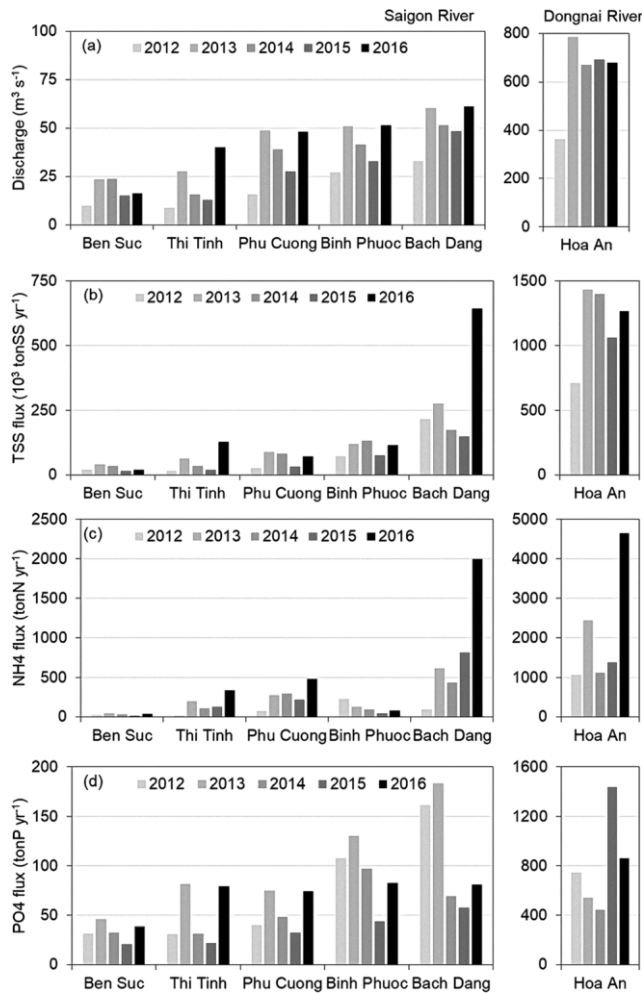 Saigon River
Dongnai River
(a) 2012 2013 2014 2015 2016
Discharge (m³ s⁻¹)
100
75
50
25
0
Ben Suc Thi Tinh Phu Cuong Binh Phuoc Bach Dang
800
600
400
200
0
Hoa An
(b) 2012 2013 2014 2015 2016
TSS flux (10³ tonSS yr⁻¹)
750
500
250
0
Ben Suc Thi Tinh Phu Cuong Binh Phuoc Bach Dang
1500
1000
500
0
Hoa An
(c) 2012 2013 2014 2015 2016
NH4 flux (tonN yr⁻¹)
2500
2000
1500
1000
500
0
Ben Suc Thi Tinh Phu Cuong Binh Phuoc Bach Dang
5000
4000
3000
2000
1000
0
Hoa An
(d) 2012 2013 2014 2015 2016
PO4 flux (tonP yr⁻¹)
200
150
100
50
0
Ben Suc Thi Tinh Phu Cuong Binh Phuoc Bach Dang
1600
1200
800
400
0
Hoa An